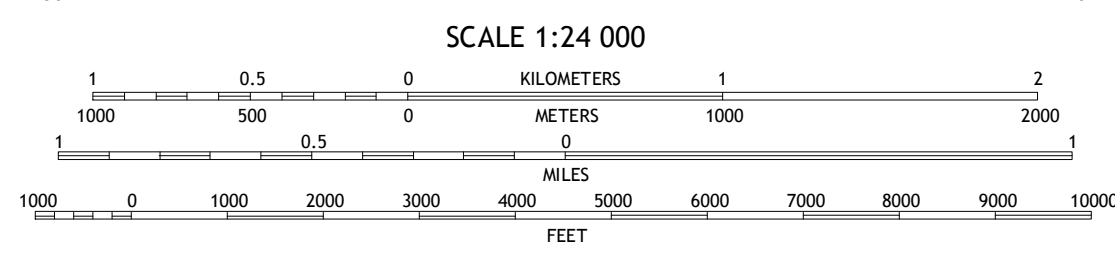 SCALE 1:24 000
1 0.5 0 KILOMETERS 1 2
1000 500 0 METERS 1000 2000
1 0.5 0 1
MILES
1000 0 1000 2000 3000 4000 5000 6000 7000 8000 9000 10000
FEET